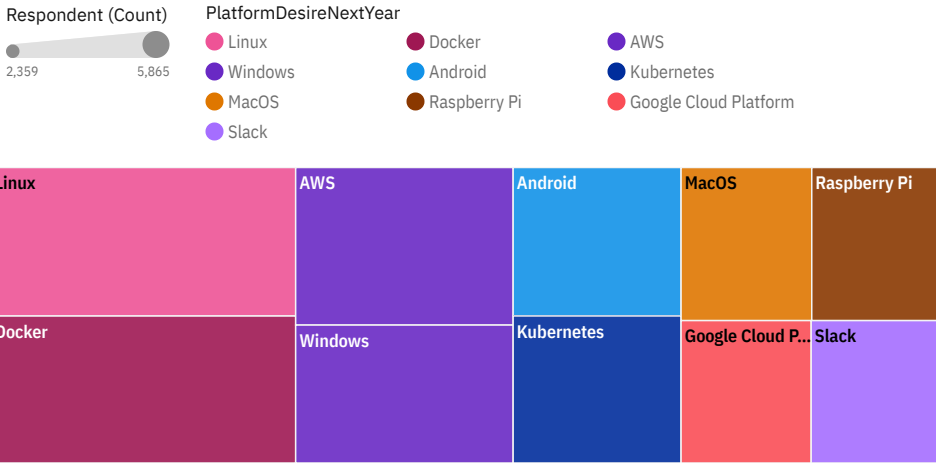 Respondent (Count)
2,359 5,865
PlatformDesireNextYear
Linux Docker AWS
Windows Android Kubernetes
MacOS Raspberry Pi Google Cloud Platform
Slack
Linux AWS Android MacOS Raspberry Pi
Docker Windows Kubernetes Google Cloud P... Slack